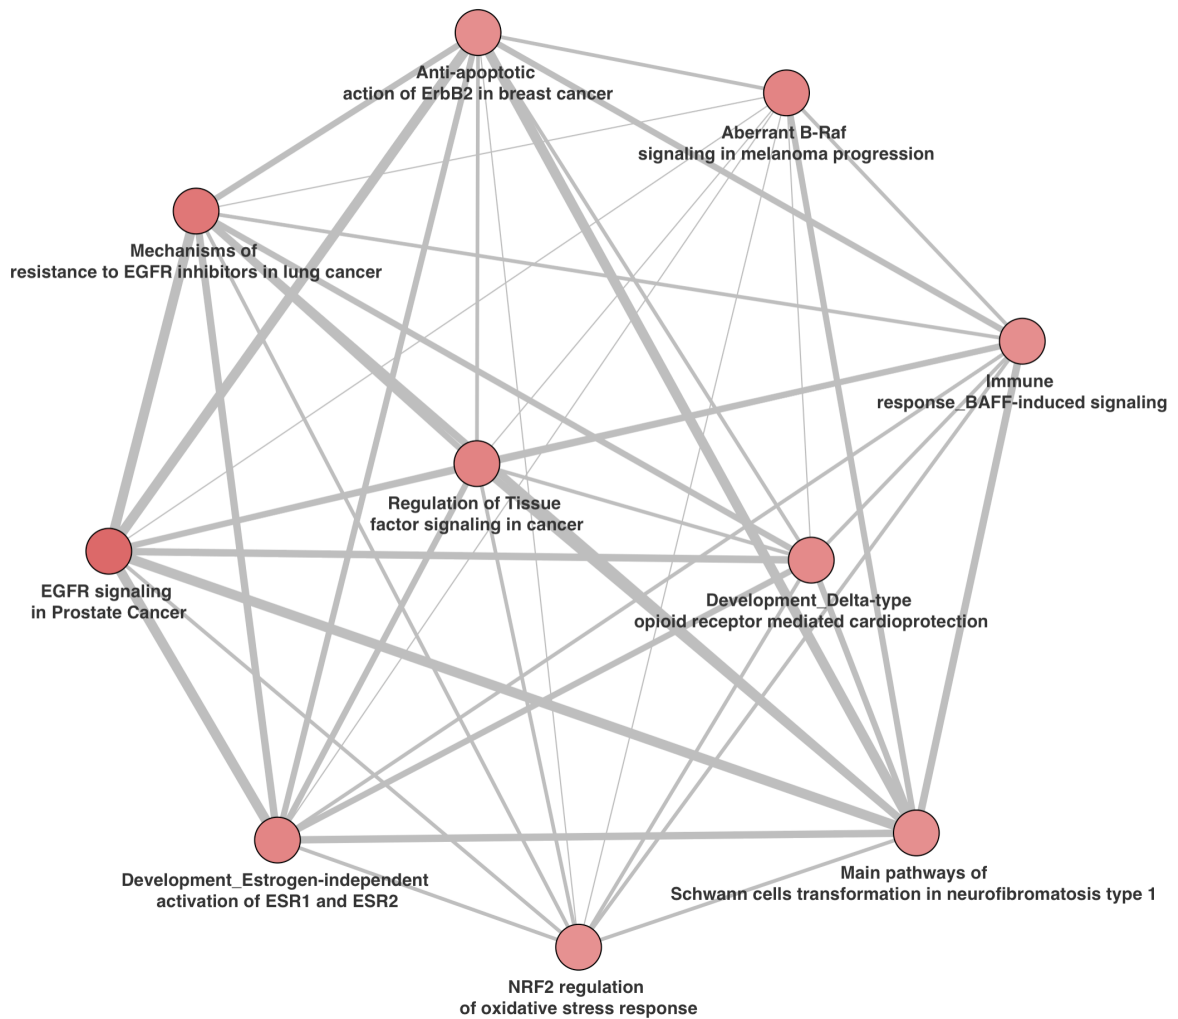 Anti-apoptotic
action of ErbB2 in breast cancer
Aberrant B-Raf
signaling in melanoma progression
Mechanisms of
resistance to EGFR inhibitors in lung cancer
Immune
response_BAFF-induced signaling
Regulation of Tissue
factor signaling in cancer
EGFR signaling
in Prostate Cancer
Development_Delta-type
opioid receptor mediated cardioprotection
Development_Estrogen-independent
activation of ESR1 and ESR2
Main pathways of
Schwann cells transformation in neurofibromatosis type 1
NRF2 regulation
of oxidative stress response